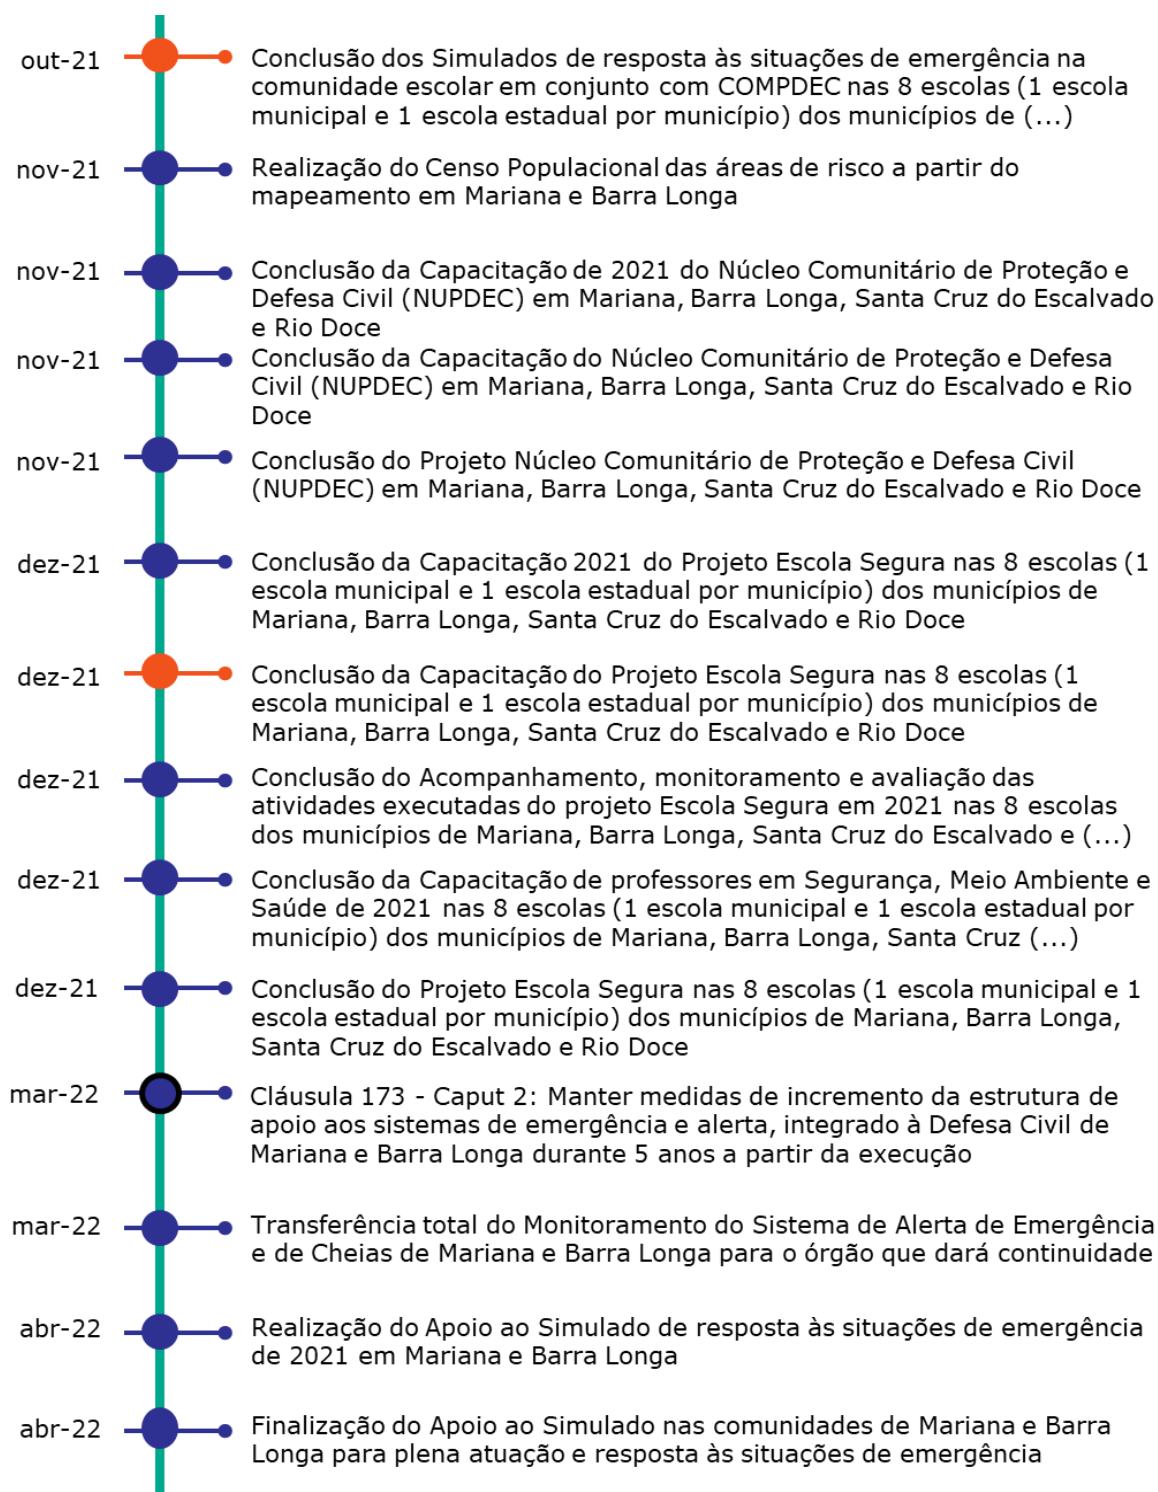 out-21
Conclusão dos Simulados de resposta às situações de emergência na
comunidade escolar em conjunto com COMPDEC nas 8 escolas (1 escola
municipal e 1 escola estadual por município) dos municípios de (...)
nov-21
Realização do Censo Populacional das áreas de risco a partir do
mapeamento em Mariana e Barra Longa
nov-21
Conclusão da Capacitação de 2021 do Núcleo Comunitário de Proteção e
Defesa Civil (NUPDEC) em Mariana, Barra Longa, Santa Cruz do Escalvado
e Rio Doce
nov-21
Conclusão da Capacitação do Núcleo Comunitário de Proteção e Defesa
Civil (NUPDEC) em Mariana, Barra Longa, Santa Cruz do Escalvado e Rio
Doce
nov-21
Conclusão do Projeto Núcleo Comunitário de Proteção e Defesa Civil
(NUPDEC) em Mariana, Barra Longa, Santa Cruz do Escalvado e Rio Doce
dez-21
Conclusão da Capacitação 2021 do Projeto Escola Segura nas 8 escolas (1
escola municipal e 1 escola estadual por município) dos municípios de
Mariana, Barra Longa, Santa Cruz do Escalvado e Rio Doce
dez-21
Conclusão da Capacitação do Projeto Escola Segura nas 8 escolas (1
escola municipal e 1 escola estadual por município) dos municípios de
Mariana, Barra Longa, Santa Cruz do Escalvado e Rio Doce
dez-21
Conclusão do Acompanhamento, monitoramento e avaliação das
atividades executadas do projeto Escola Segura em 2021 nas 8 escolas
dos municípios de Mariana, Barra Longa, Santa Cruz do Escalvado e (...)
dez-21
Conclusão da Capacitação de professores em Segurança, Meio Ambiente e
Saúde de 2021 nas 8 escolas (1 escola municipal e 1 escola estadual por
município) dos municípios de Mariana, Barra Longa, Santa Cruz (...)
dez-21
Conclusão do Projeto Escola Segura nas 8 escolas (1 escola municipal e 1
escola estadual por município) dos municípios de Mariana, Barra Longa,
Santa Cruz do Escalvado e Rio Doce
mar-22
Cláusula 173 - Caput 2: Manter medidas de incremento da estrutura de
apoio aos sistemas de emergência e alerta, integrado à Defesa Civil de
Mariana e Barra Longa durante 5 anos a partir da execução
mar-22
Transferência total do Monitoramento do Sistema de Alerta de Emergência
e de Cheias de Mariana e Barra Longa para o órgão que dará continuidade
abr-22
Realização do Apoio ao Simulado de resposta às situações de emergência
de 2021 em Mariana e Barra Longa
abr-22
Finalização do Apoio ao Simulado nas comunidades de Mariana e Barra
Longa para plena atuação e resposta às situações de emergência